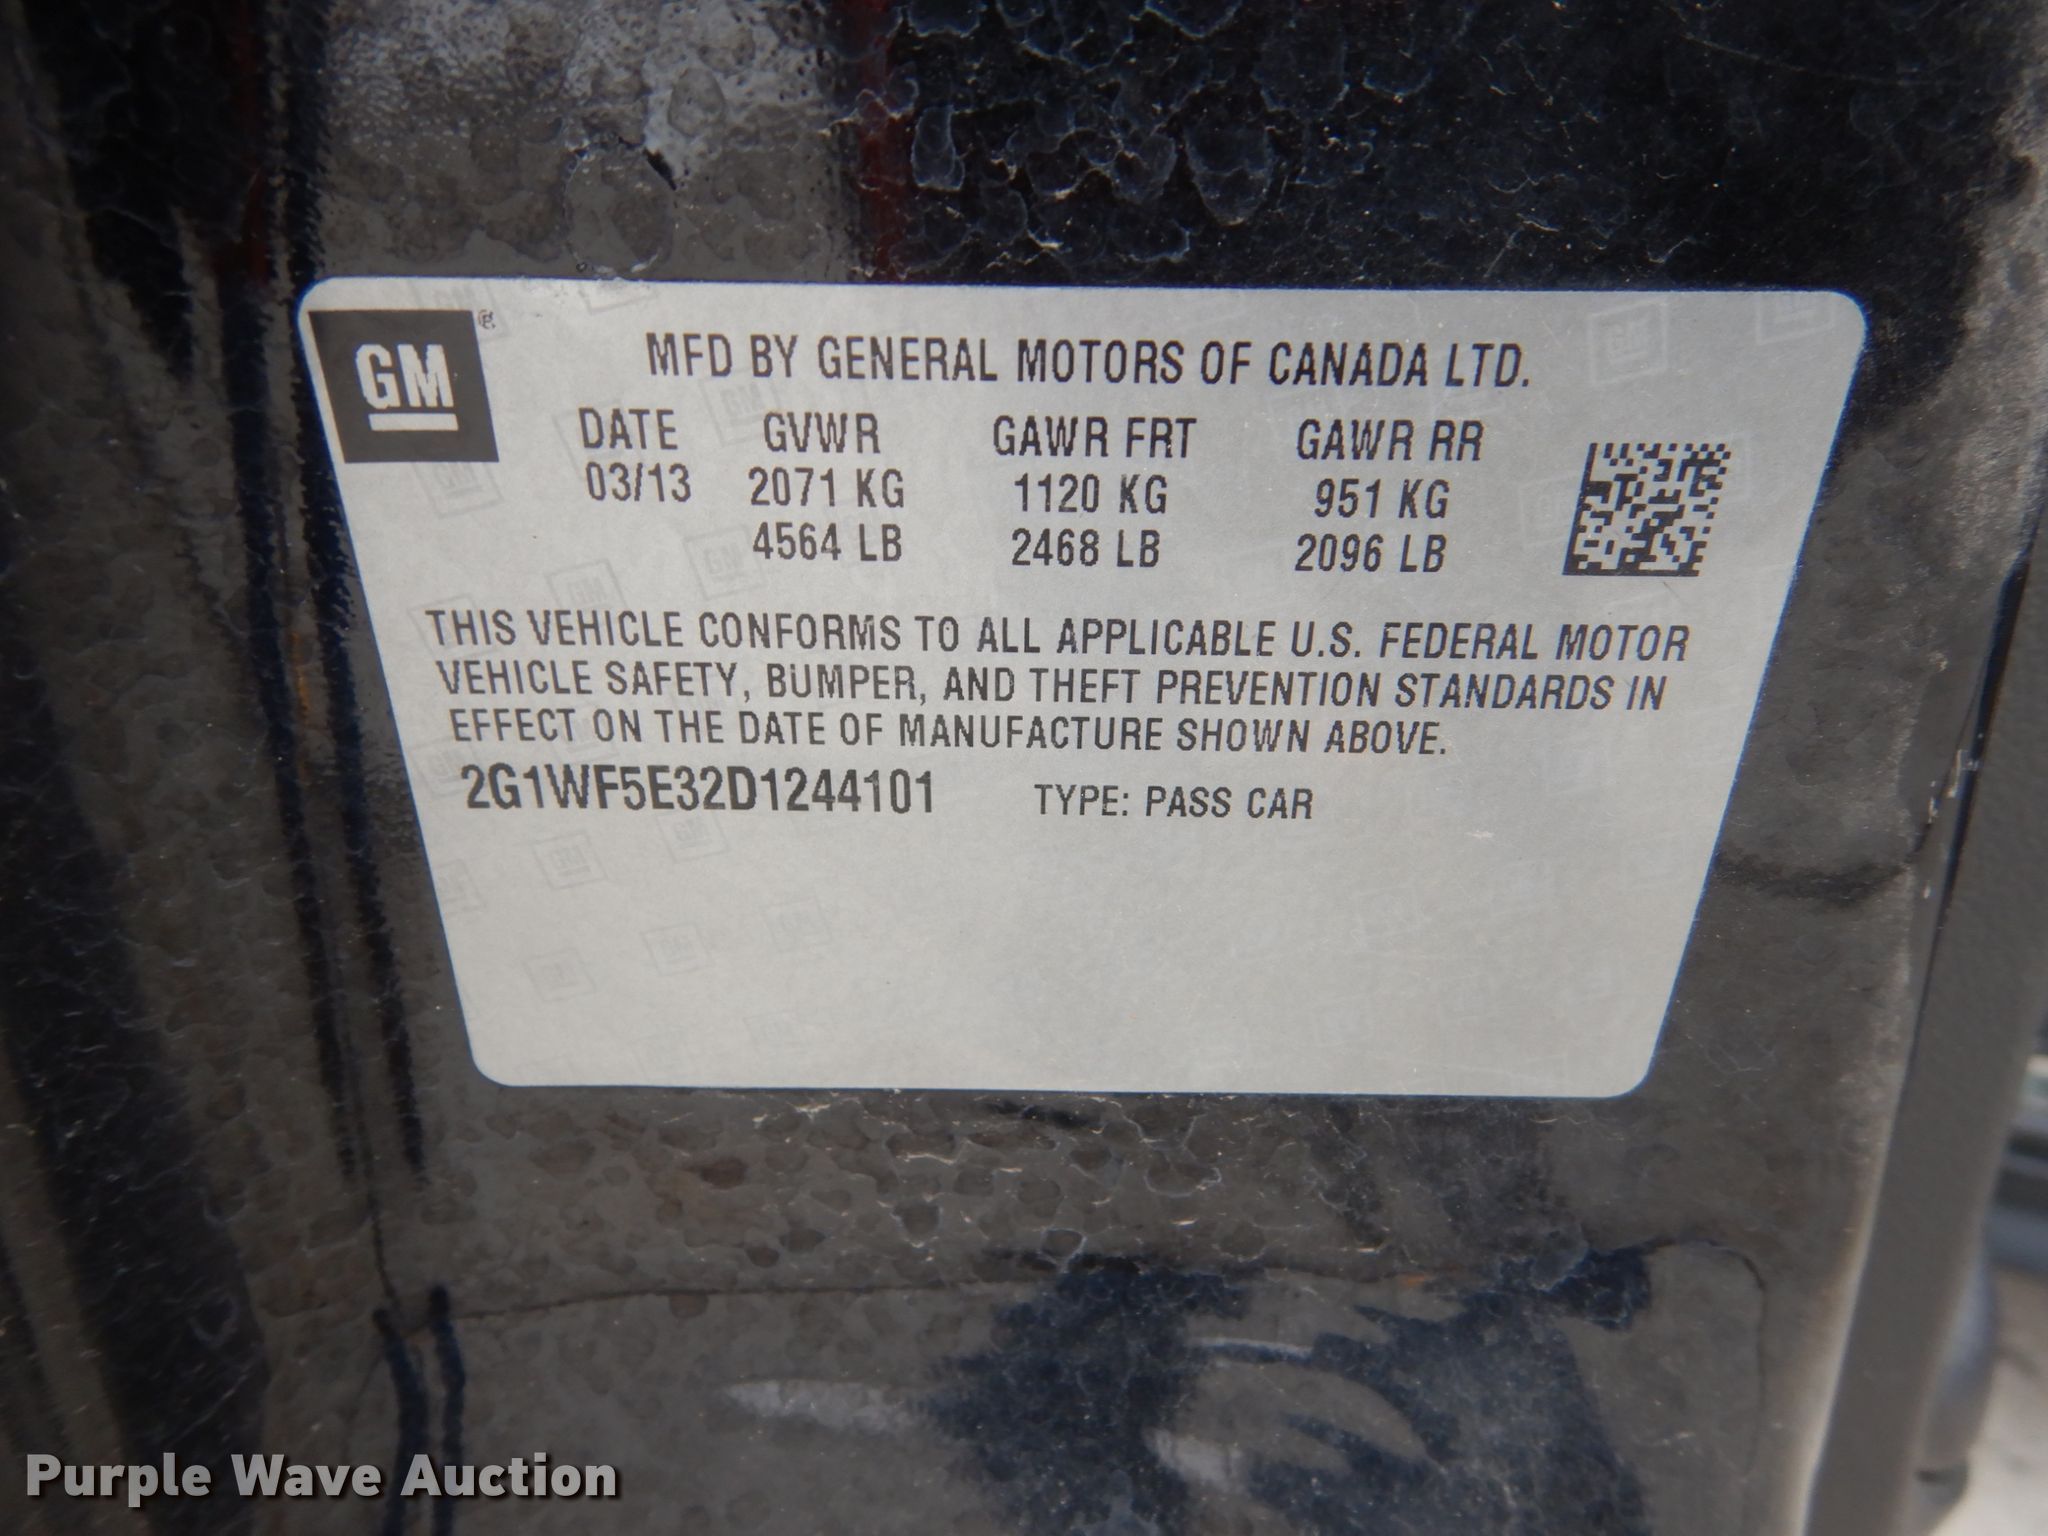 GM ®
MFD BY GENERAL MOTORS OF CANADA LTD.
DATE GVWR GAWR FRT GAWR RR
03/13 2071 KG 1120 KG 951 KG
4564 LB 2468 LB 2096 LB
THIS VEHICLE CONFORMS TO ALL APPLICABLE U.S. FEDERAL MOTOR
VEHICLE SAFETY, BUMPER, AND THEFT PREVENTION STANDARDS IN
EFFECT ON THE DATE OF MANUFACTURE SHOWN ABOVE.
2G1WF5E32D1244101 TYPE: PASS CAR
Purple Wave Auction